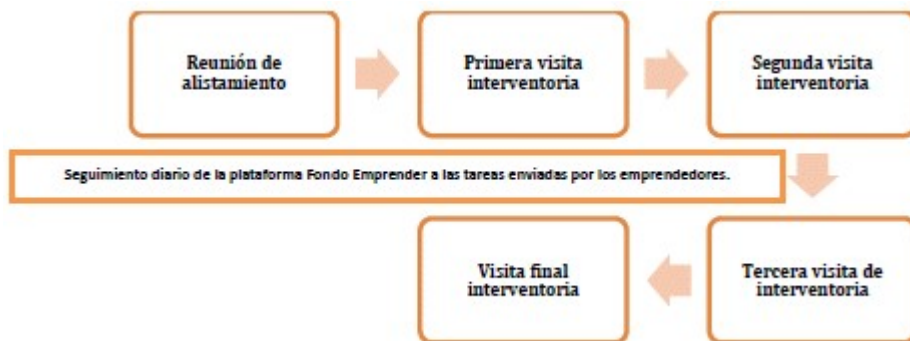 Reunión de
alistamiento
Primera visita
interventoria
Segunda visita
interventoria
Seguimiento diario de la plataforma Fondo Emprender a las tareas enviadas por los emprendedores.
Tercera visita de
interventoria
Visita final
interventoria